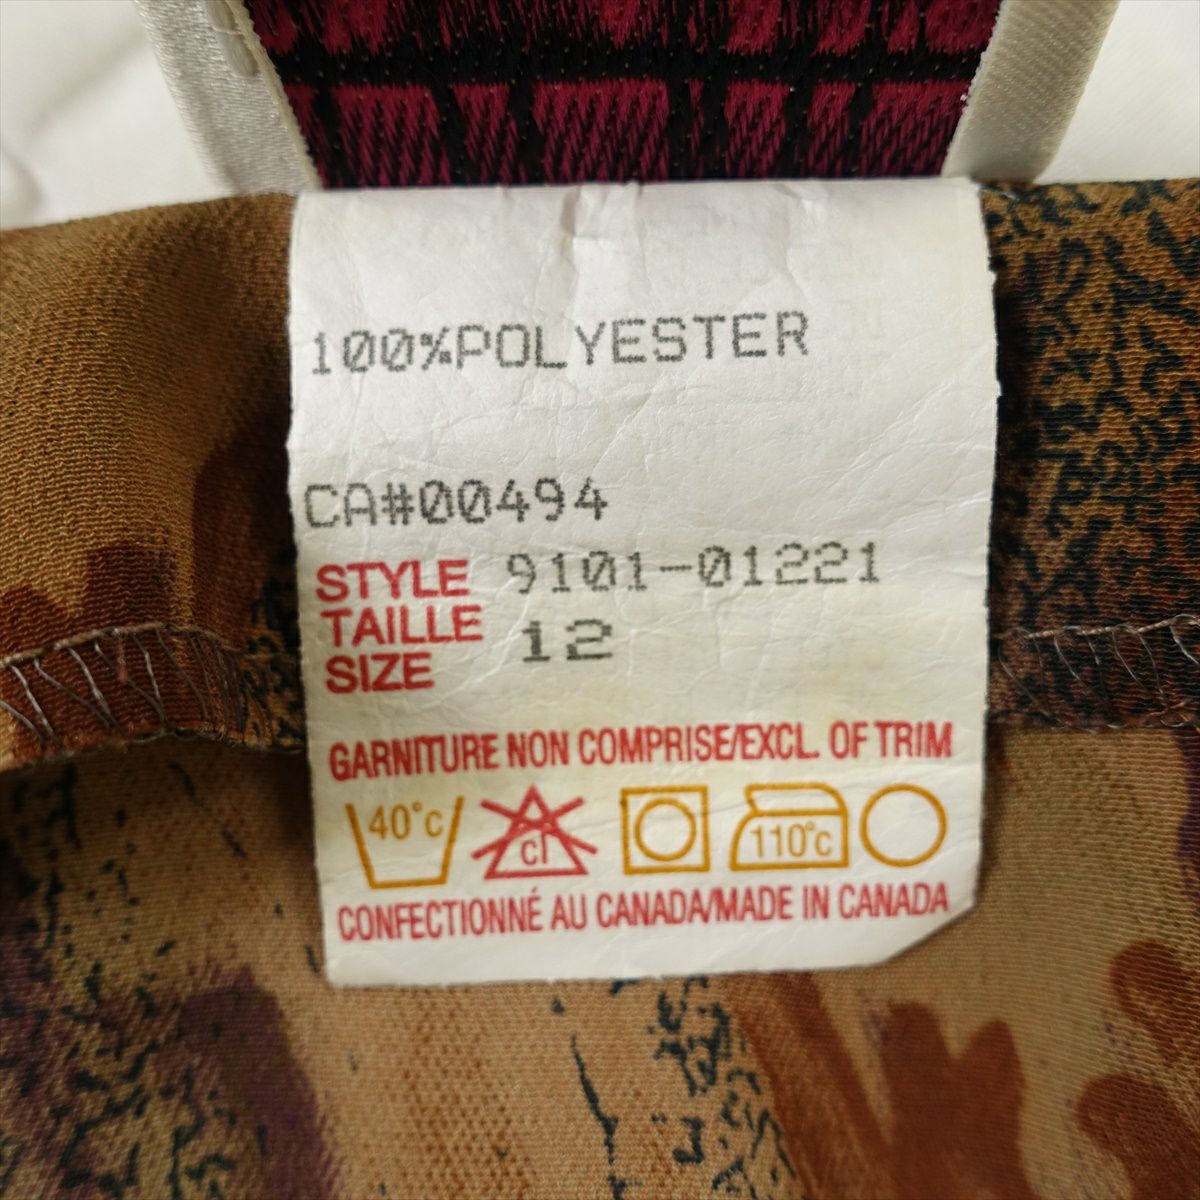 100%POLYESTER
CA#00494
STYLE 9101-01221
TAILLE
SIZE 12
GARNITURE NON COMPRISE/EXCL. OF TRIM
40°c cl 110°c
CONFECTIONNÉ AU CANADA/MADE IN CANADA